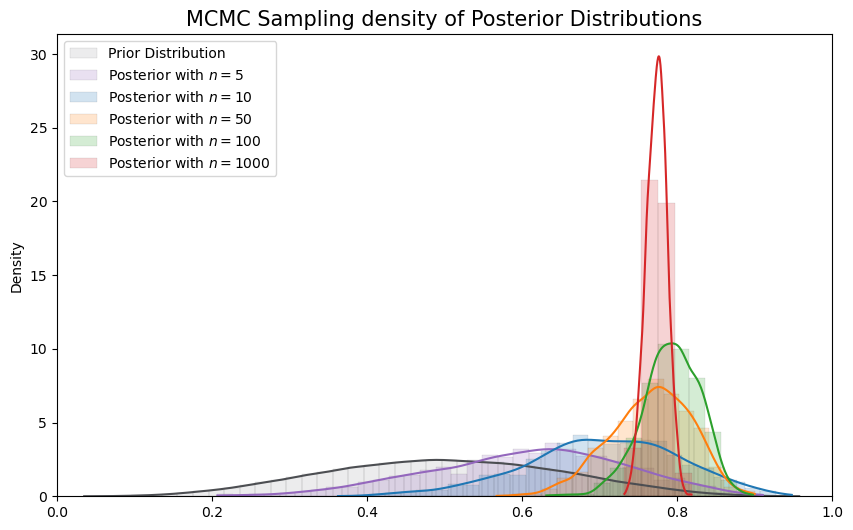 MCMC Sampling density of Posterior Distributions
Prior Distribution
Posterior with n = 5
Posterior with n = 10
Posterior with n = 50
Posterior with n = 100
Posterior with n = 1000
Density
30
25
20
15
10
5
0
0.0 0.2 0.4 0.6 0.8 1.0